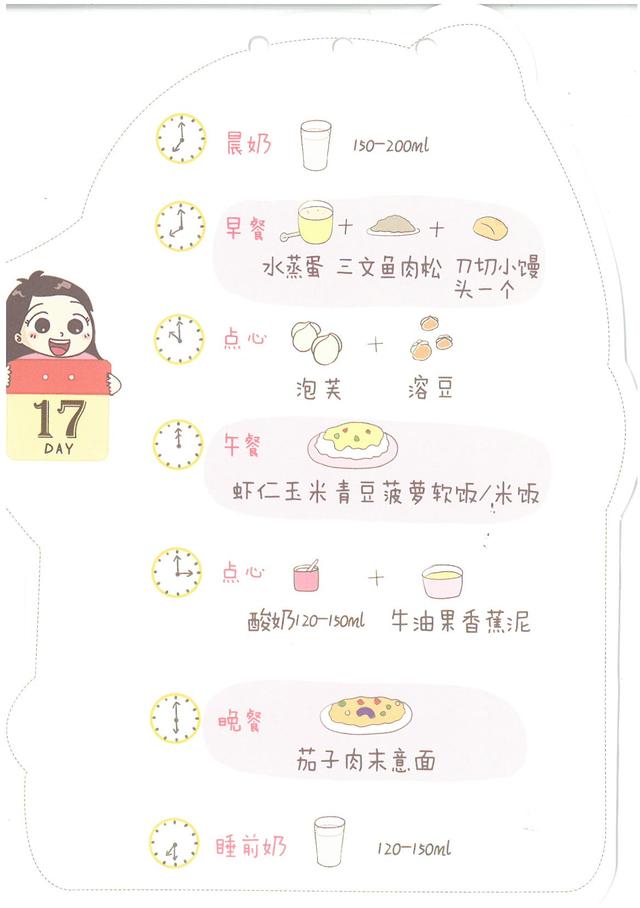 晨奶 150-200ml
早餐 + +
水蒸蛋 三文鱼肉松 刀切小馒
头一个
点心 +
泡芙 溶豆
17
DAY
午餐
虾仁玉米青豆菠萝软饭/米饭
点心 +
酸奶120-150ml 牛油果香蕉泥
晚餐
茄子肉末意面
睡前奶 120-150ml